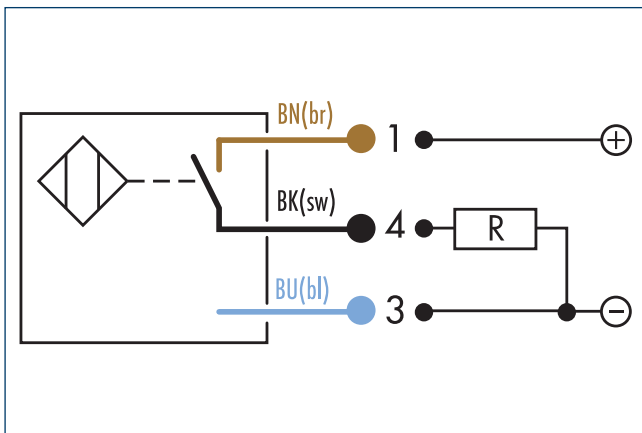 BN(br) 1 +
BK(sw) 4 R
BU(bl) 3 −